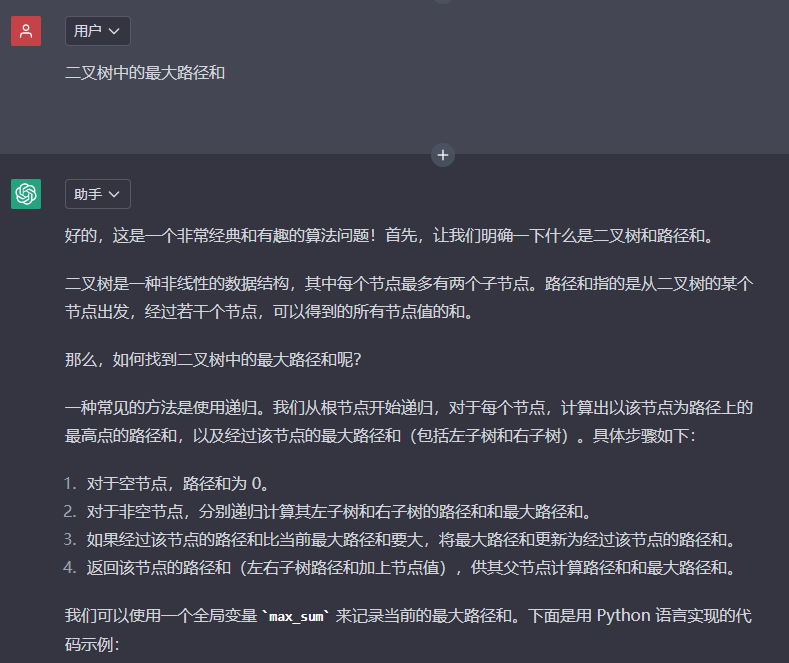 用户
二叉树中的最大路径和
助手
好的，这是一个非常经典和有趣的算法问题！首先，让我们明确一下什么是二叉树和路径和。
二叉树是一种非线性的数据结构，其中每个节点最多有两个子节点。路径和指的是从二叉树的某个
节点出发，经过若干个节点，可以得到的所有节点值的和。
那么，如何找到二叉树中的最大路径和呢？
一种常见的方法是使用递归。我们从根节点开始递归，对于每个节点，计算出以该节点为路径上的
最高点的路径和，以及经过该节点的最大路径和（包括左子树和右子树）。具体步骤如下：
1. 对于空节点，路径和为 0。
2. 对于非空节点，分别递归计算其左子树和右子树的路径和和最大路径和。
3. 如果经过该节点的路径和比当前最大路径和要大，将最大路径和更新为经过该节点的路径和。
4. 返回该节点的路径和（左右子树路径和加上节点值），供其父节点计算路径和和最大路径和。
我们可以使用一个全局变量 `max_sum` 来记录当前的最大路径和。下面是用 Python 语言实现的代
码示例：